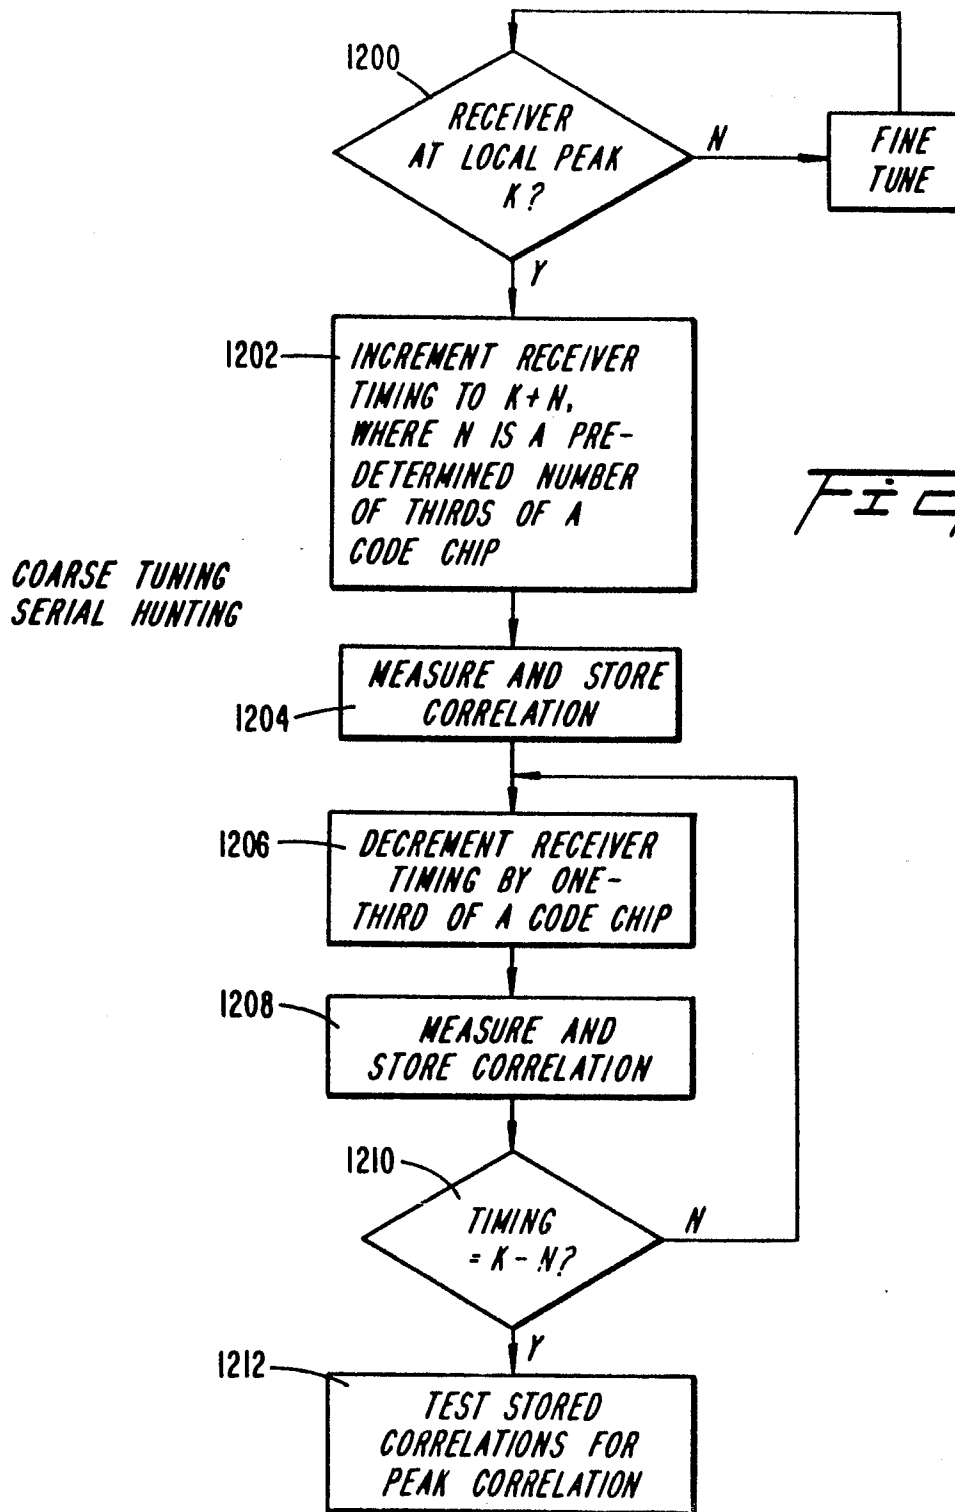 1200
RECEIVER
AT LOCAL PEAK
K?
N
FINE
TUNE
Y
1202
INCREMENT RECEIVER
TIMING TO K+N,
WHERE N IS A PRE-
DETERMINED NUMBER
OF THIRDS OF A
CODE CHIP
COARSE TUNING
SERIAL HUNTING
1204
MEASURE AND STORE
CORRELATION
1206
DECREMENT RECEIVER
TIMING BY ONE-
THIRD OF A CODE CHIP
1208
MEASURE AND
STORE CORRELATION
1210
TIMING
= K - N?
N
Y
1212
TEST STORED
CORRELATIONS FOR
PEAK CORRELATION